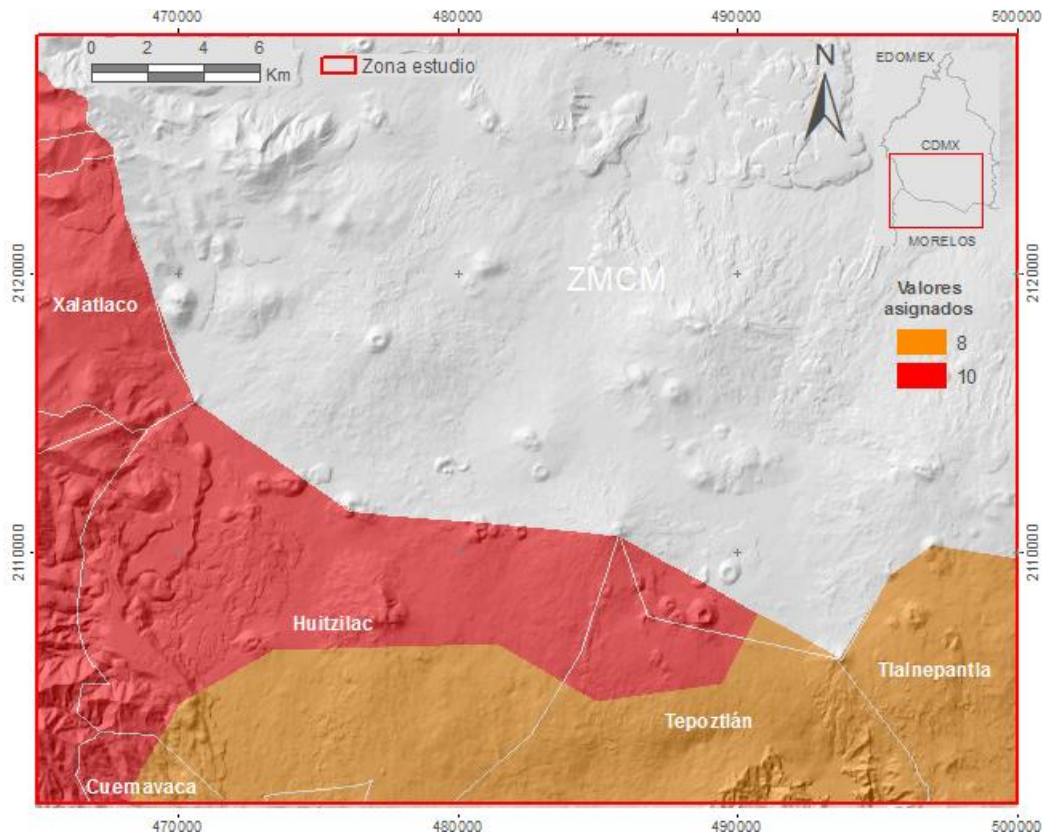 470000 480000 490000 500000
0 2 4 6
Km
Zona estudio
N
EDOMEX
CDMX
MORELOS
2120000
2120000
ZMCM
Xalatlaco
Valores
asignados
8
10
2110000
2110000
Huitzilac
Tlalnepantla
Tepoztlán
Cuernavaca
470000 480000 490000 500000